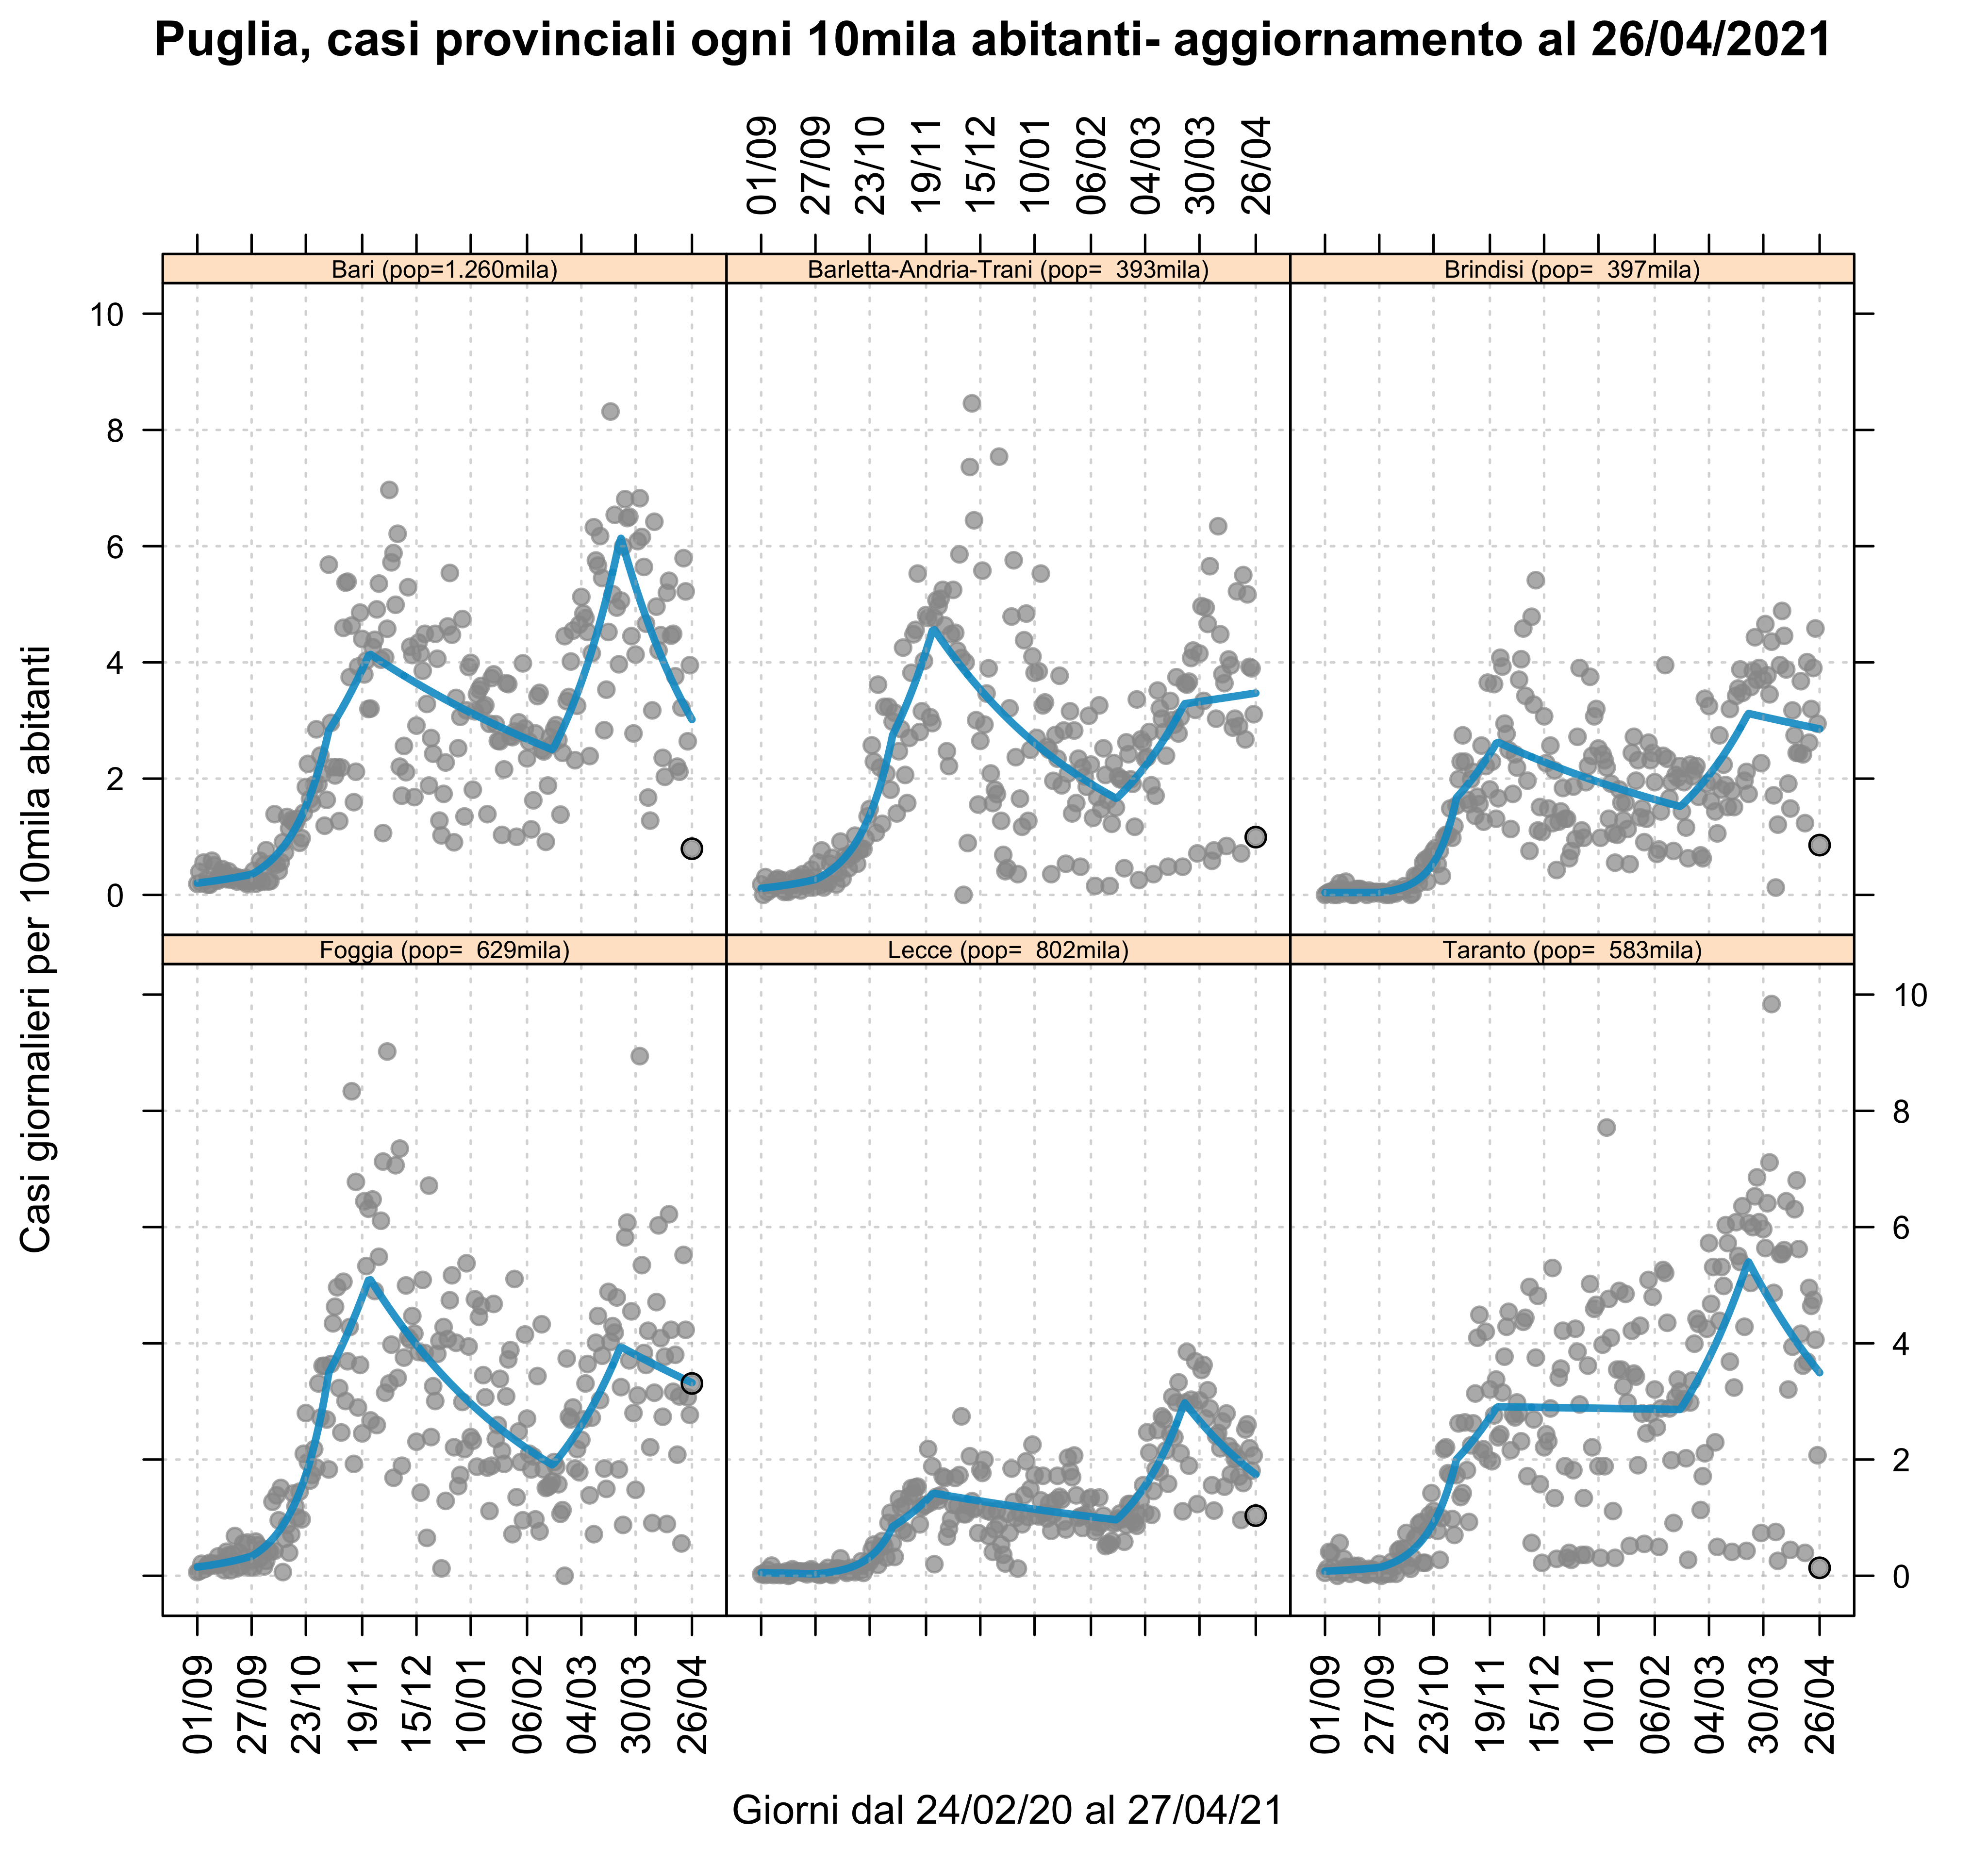 Puglia, casi provinciali ogni 10mila abitanti- aggiornamento al 26/04/2021
01/09 27/09 23/10 19/11 15/12 10/01 06/02 04/03 30/03 26/04
Bari (pop=1.260mila) Barletta-Andria-Trani (pop= 393mila) Brindisi (pop= 397mila)
10
8
6
4
2
0
Casi giornalieri per 10mila abitanti
Foggia (pop= 629mila) Lecce (pop= 802mila) Taranto (pop= 583mila)
10
8
6
4
2
0
01/09 27/09 23/10 19/11 15/12 10/01 06/02 04/03 30/03 26/04 01/09 27/09 23/10 19/11 15/12 10/01 06/02 04/03 30/03 26/04
Giorni dal 24/02/20 al 27/04/21